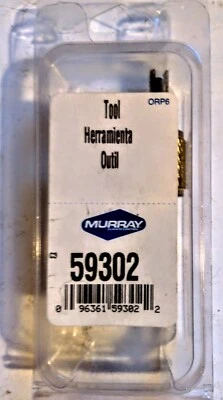 ORP6
Tool
Herramienta
Outil
MURRAY
59302
0 96361 59302 2